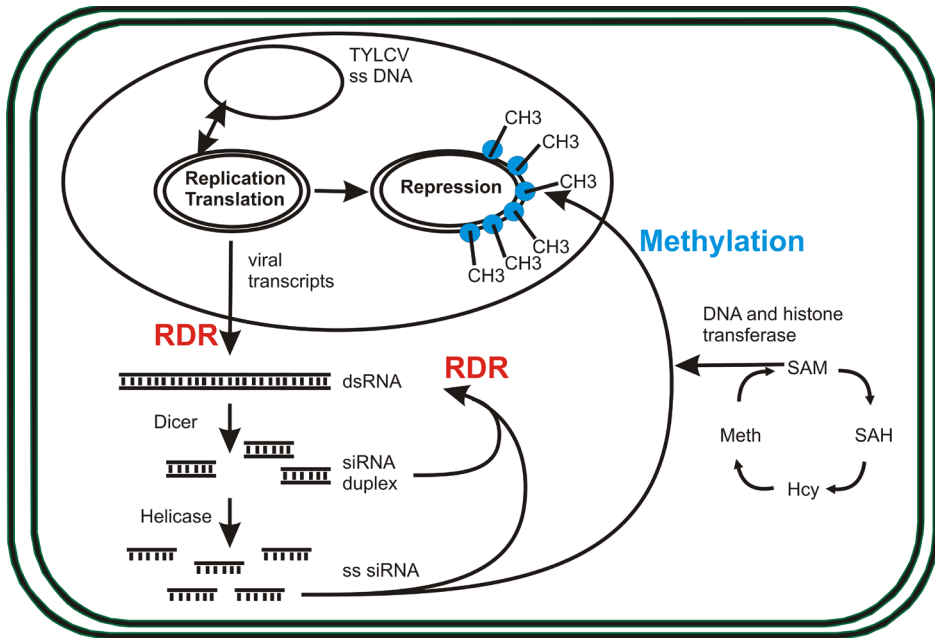 TYLCV
ss DNA
CH3
CH3
Replication
Translation
Repression
CH3
CH3
CH3
CH3
Methylation
viral
transcripts
DNA and histone
transferase
RDR
RDR
SAM
dsRNA
Dicer
Meth
SAH
siRNA
duplex
Hcy
Helicase
ss siRNA